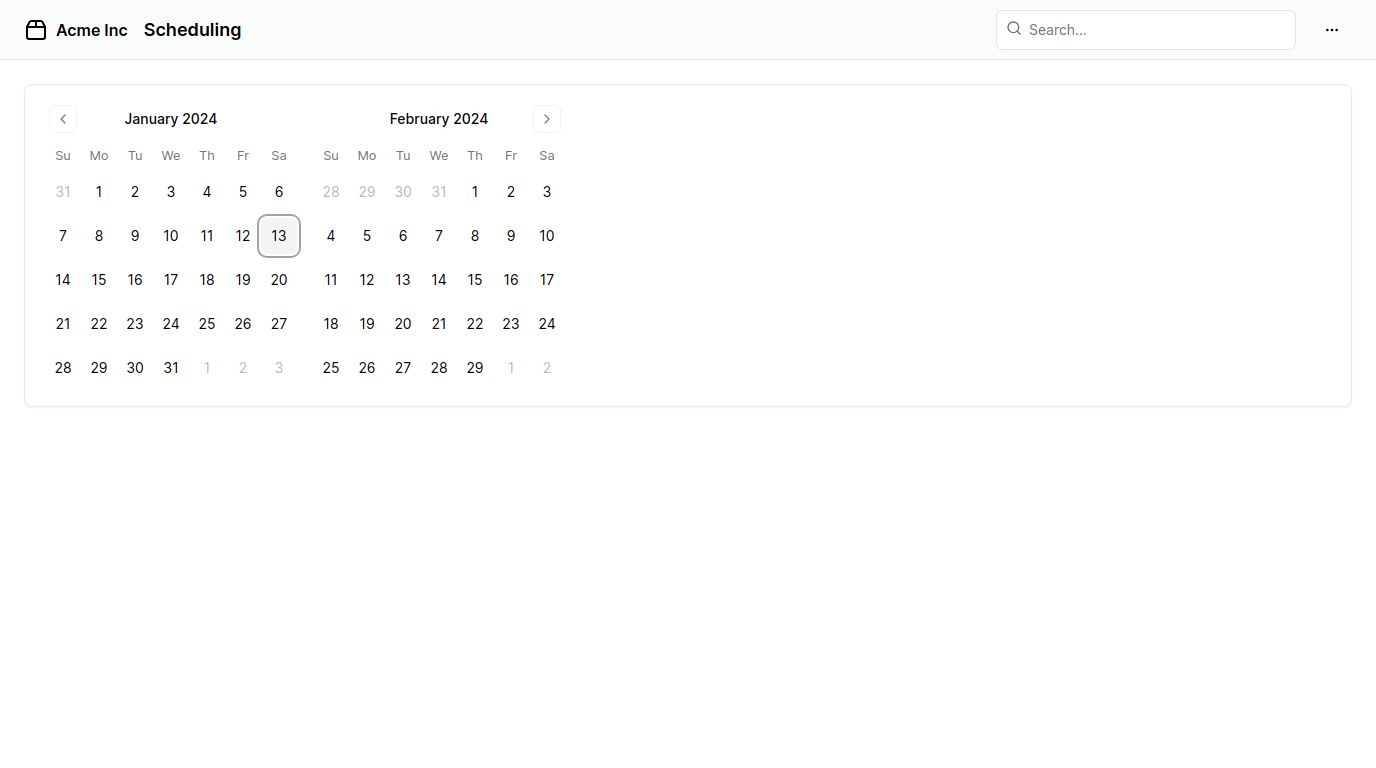 Acme Inc Scheduling Search...
January 2024
Su Mo Tu We Th Fr Sa
31 1 2 3 4 5 6
7 8 9 10 11 12 13
14 15 16 17 18 19 20
21 22 23 24 25 26 27
28 29 30 31 1 2 3
February 2024
Su Mo Tu We Th Fr Sa
28 29 30 31 1 2 3
4 5 6 7 8 9 10
11 12 13 14 15 16 17
18 19 20 21 22 23 24
25 26 27 28 29 1 2